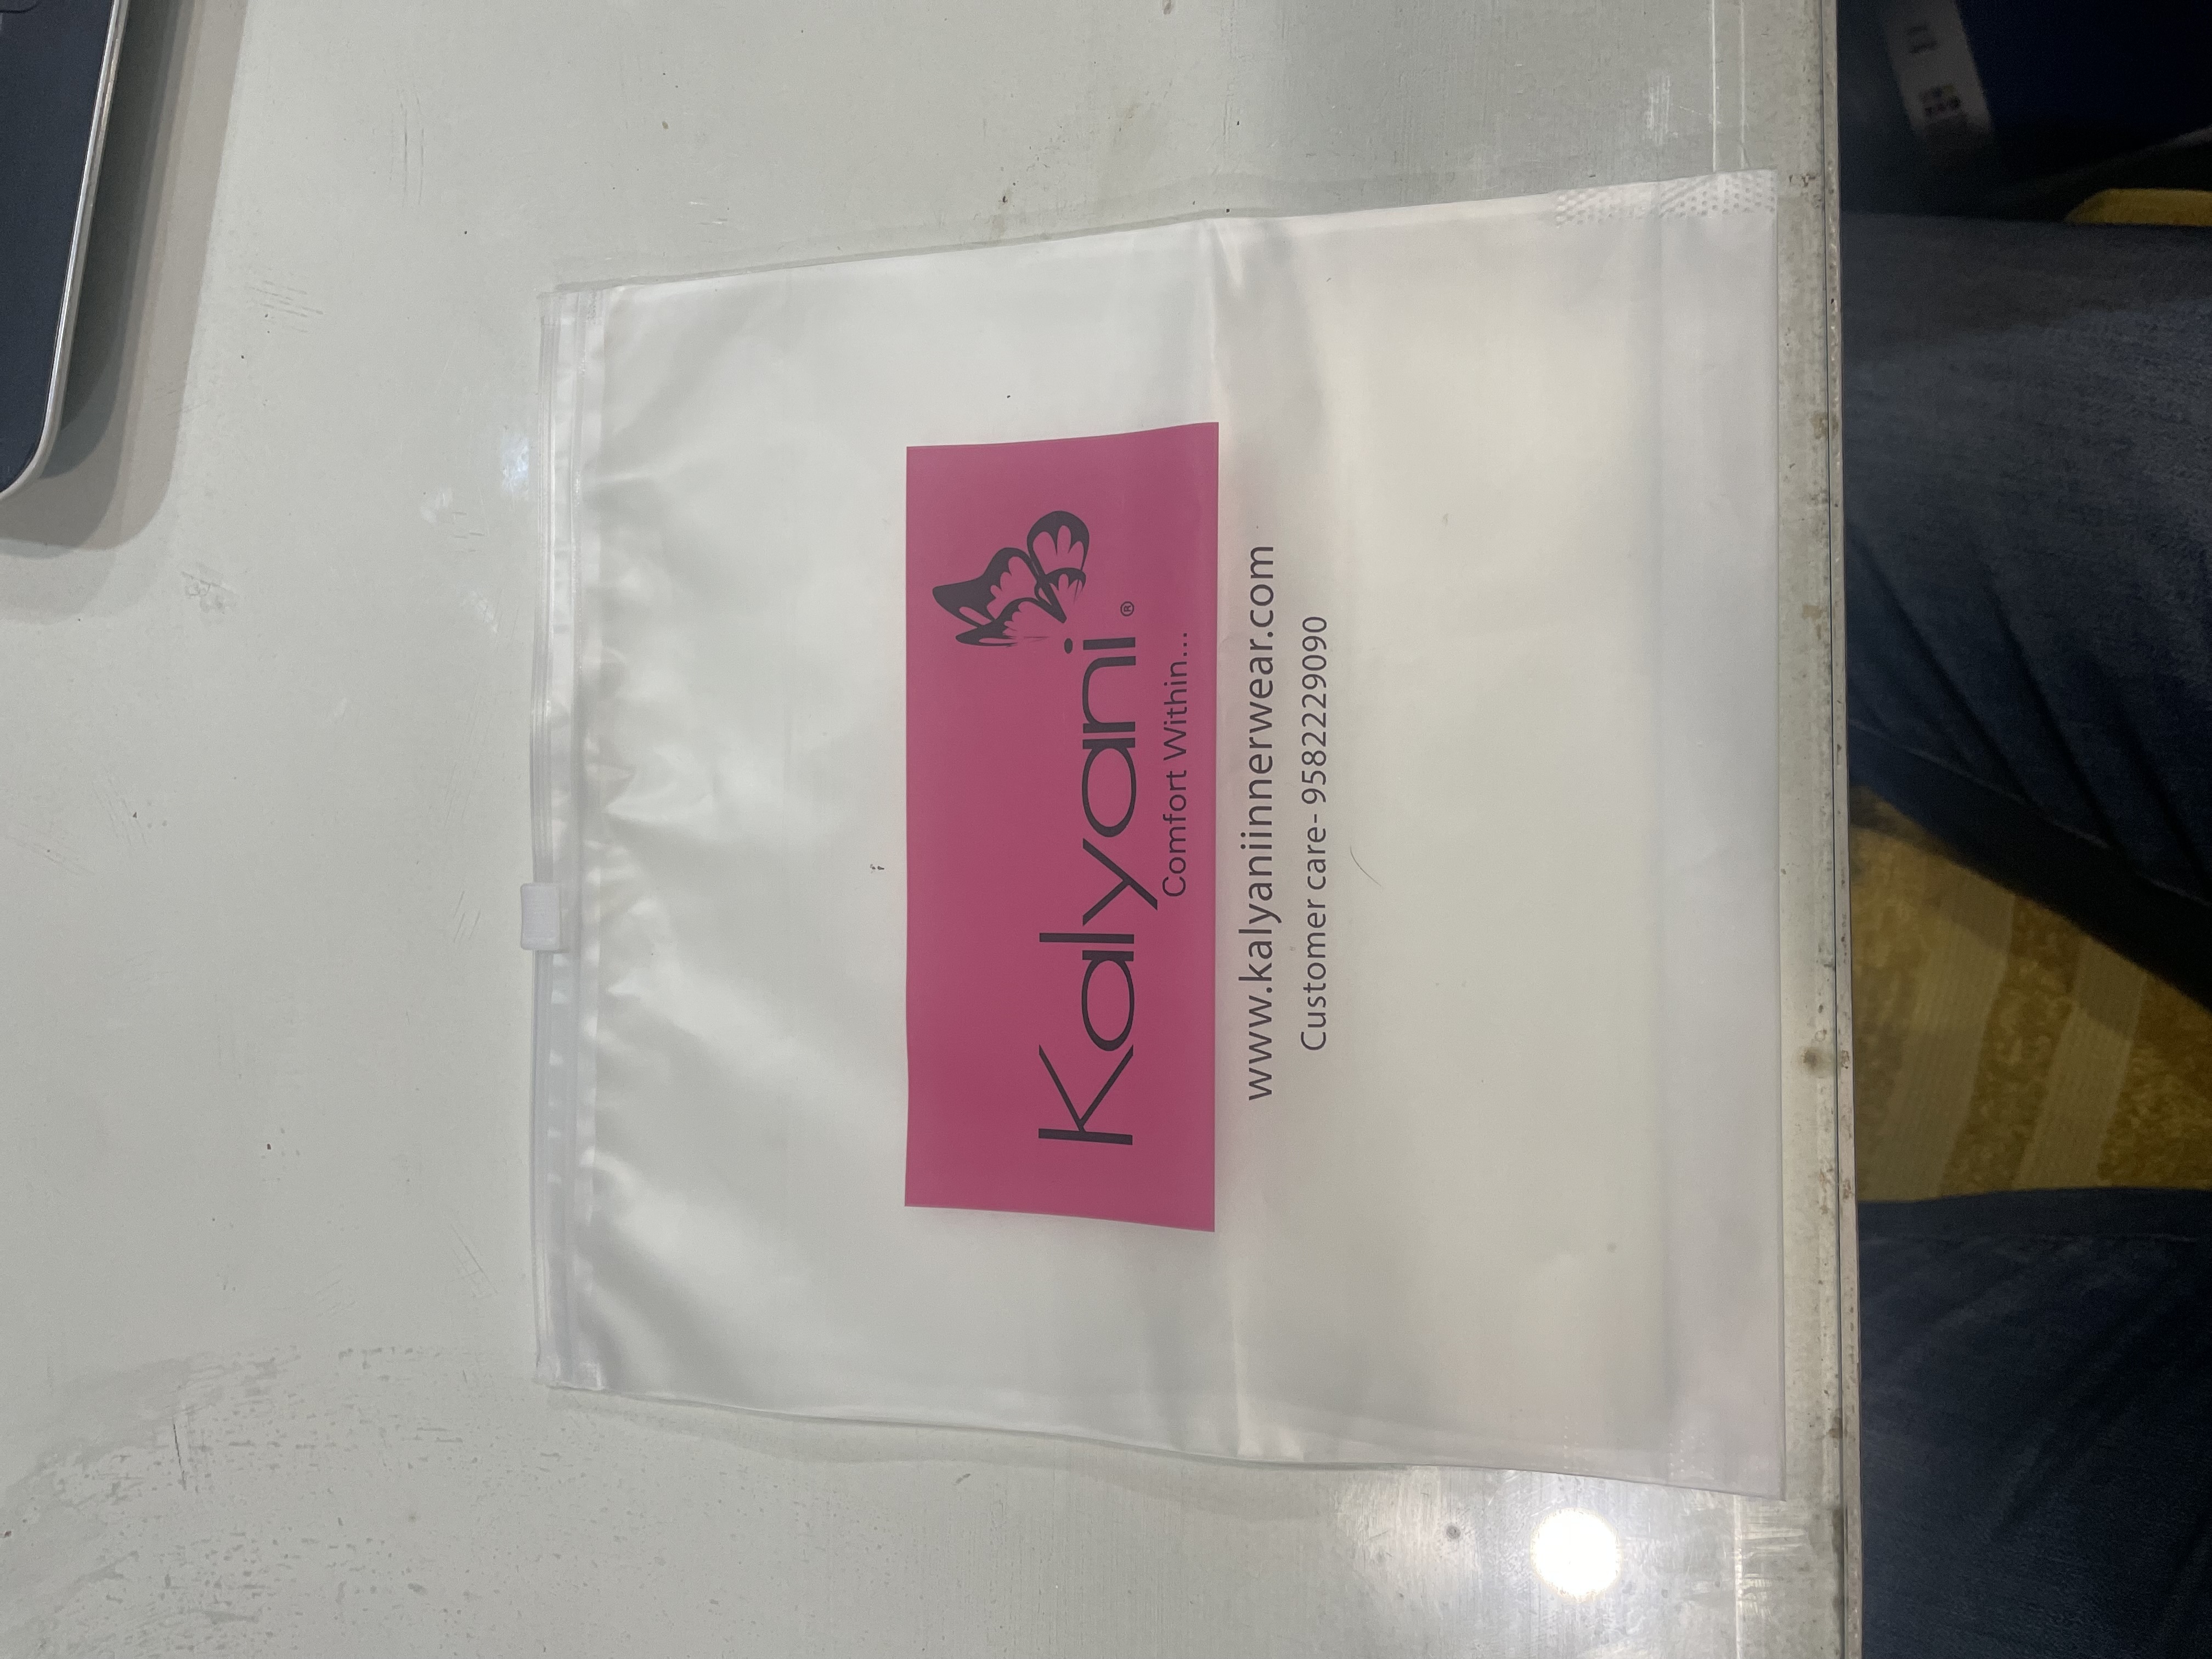 Kalyani®
Comfort Within...
www.kalyaniinnerwear.com
Customer care- 9582229090